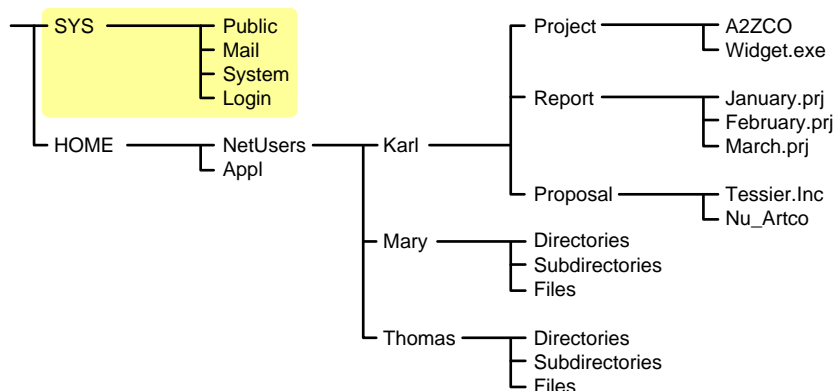 SYS Public Project A2ZCO
Mail Widget.exe
System
Login Report January.prj
February.prj
HOME NetUsers Karl March.prj
Appl
Proposal Tessier.Inc
Nu_Artco
Mary Directories
Subdirectories
Files
Thomas Directories
Subdirectories
Files